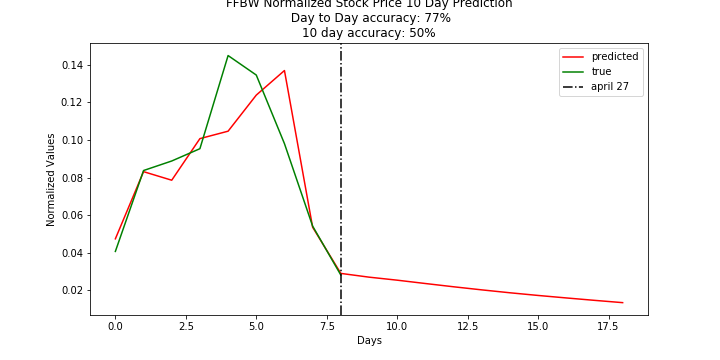 FFBW Normalized Stock Price 10 Day Prediction
Day to Day accuracy: 77%
10 day accuracy: 50%
predicted
true
april 27
Normalized Values
0.14
0.12
0.10
0.08
0.06
0.04
0.02
0.0
2.5
5.0
7.5
10.0
12.5
15.0
17.5
Days